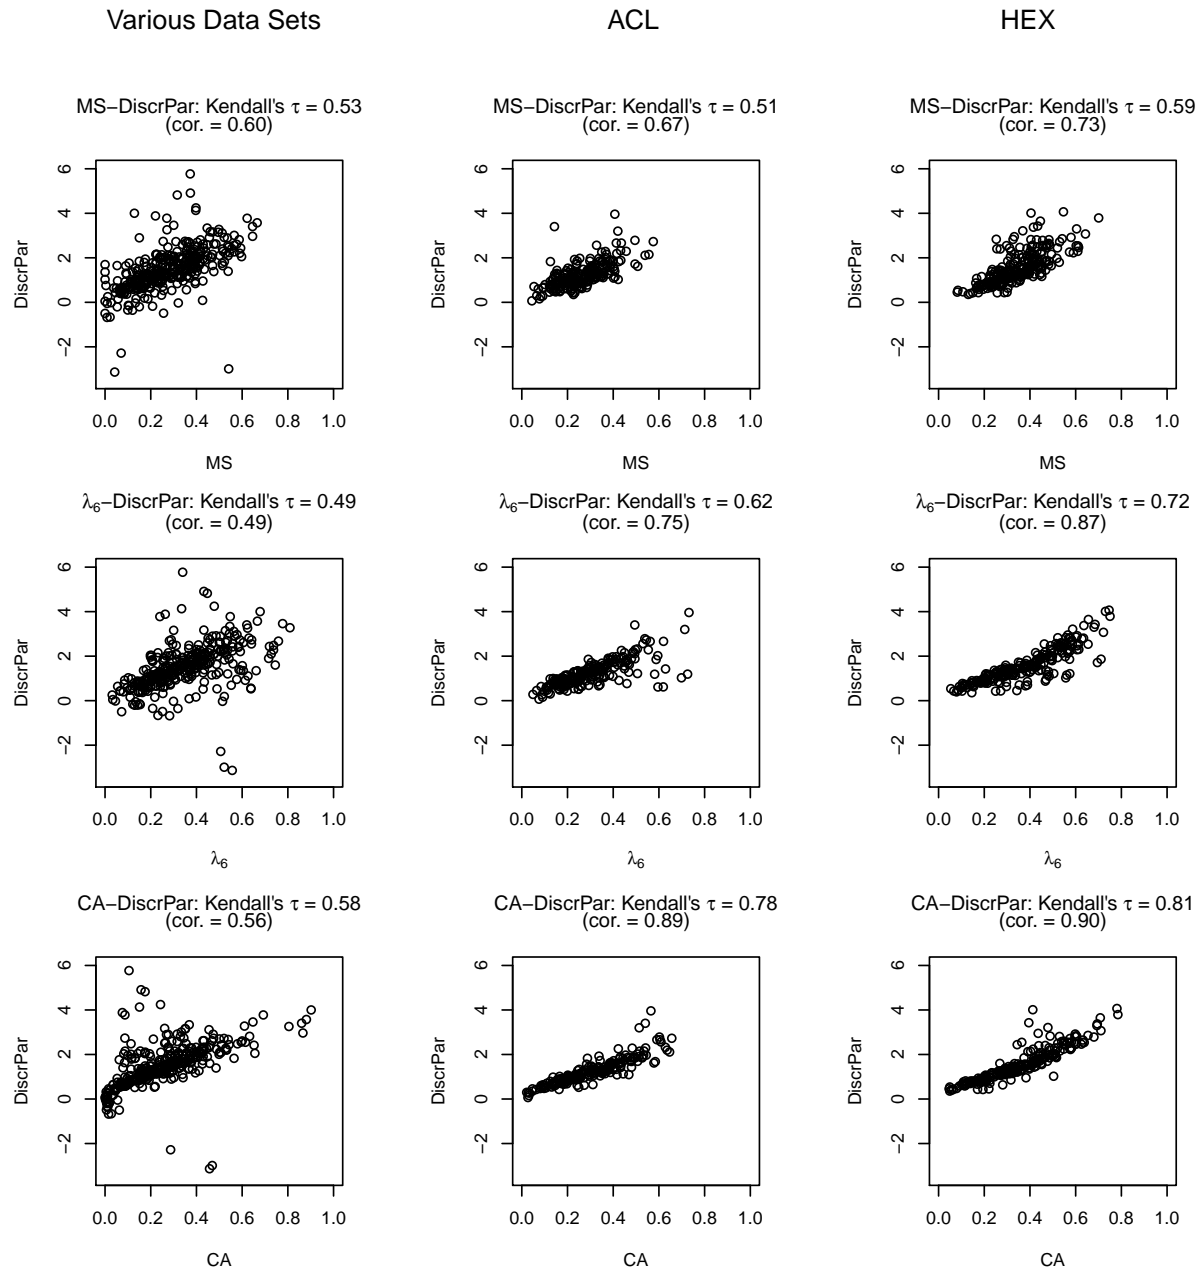 Various Data Sets
ACL
HEX
MS−DiscrPar: Kendall's τ = 0.53
(cor. = 0.60)
6
4
2
0
−2
DiscrPar
0.0 0.2 0.4 0.6 0.8 1.0
MS
MS−DiscrPar: Kendall's τ = 0.51
(cor. = 0.67)
6
4
2
0
−2
DiscrPar
0.0 0.2 0.4 0.6 0.8 1.0
MS
MS−DiscrPar: Kendall's τ = 0.59
(cor. = 0.73)
6
4
2
0
−2
DiscrPar
0.0 0.2 0.4 0.6 0.8 1.0
MS
λ6−DiscrPar: Kendall's τ = 0.49
(cor. = 0.49)
6
4
2
0
−2
DiscrPar
0.0 0.2 0.4 0.6 0.8 1.0
λ6
λ6−DiscrPar: Kendall's τ = 0.62
(cor. = 0.75)
6
4
2
0
−2
DiscrPar
0.0 0.2 0.4 0.6 0.8 1.0
λ6
λ6−DiscrPar: Kendall's τ = 0.72
(cor. = 0.87)
6
4
2
0
−2
DiscrPar
0.0 0.2 0.4 0.6 0.8 1.0
λ6
CA−DiscrPar: Kendall's τ = 0.58
(cor. = 0.56)
6
4
2
0
−2
DiscrPar
0.0 0.2 0.4 0.6 0.8 1.0
CA
CA−DiscrPar: Kendall's τ = 0.78
(cor. = 0.89)
6
4
2
0
−2
DiscrPar
0.0 0.2 0.4 0.6 0.8 1.0
CA
CA−DiscrPar: Kendall's τ = 0.81
(cor. = 0.90)
6
4
2
0
−2
DiscrPar
0.0 0.2 0.4 0.6 0.8 1.0
CA